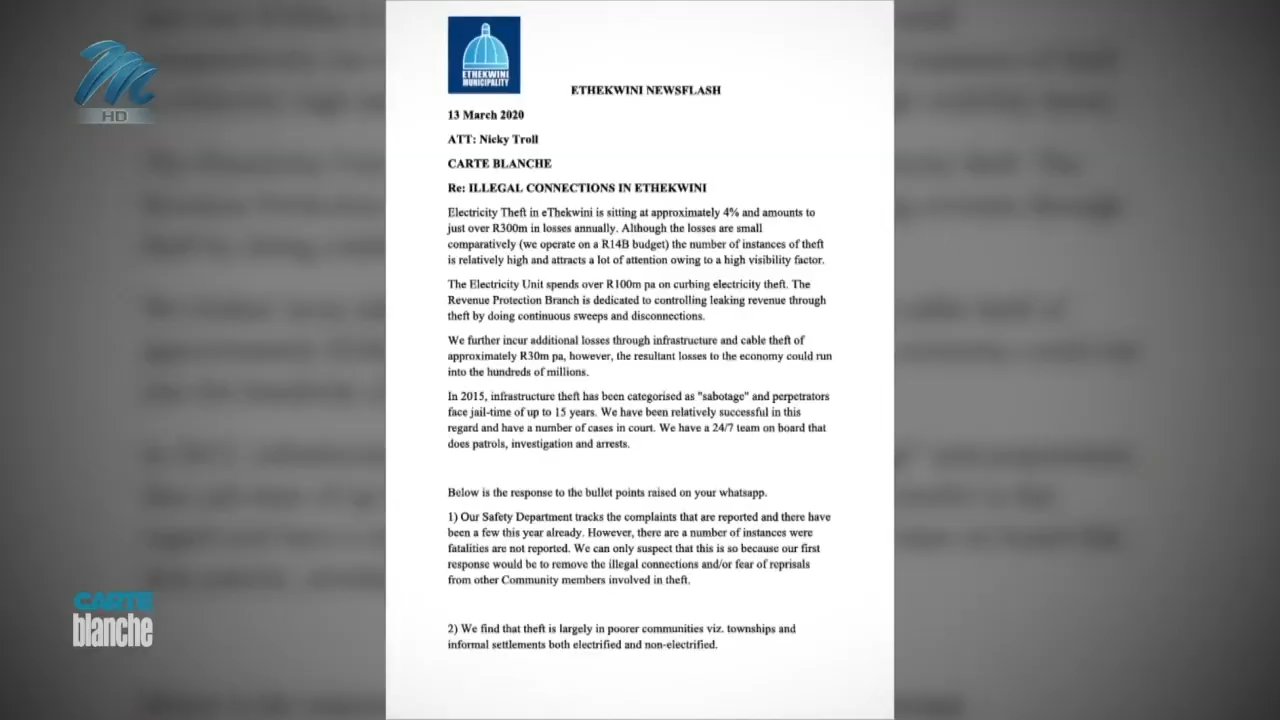 HD
ETHEKWINI
MUNICIPALITY
ETHEKWINI NEWSFLASH
13 March 2020
ATT: Nicky Troll
CARTE BLANCHE
Re: ILLEGAL CONNECTIONS IN ETHEKWINI
Electricity Theft in eThekwini is sitting at approximately 4% and amounts to
just over R300m in losses annually. Although the losses are small
comparatively (we operate on a R14B budget) the number of instances of theft
is relatively high and attracts a lot of attention owing to a high visibility factor.
The Electricity Unit spends over R100m pa on curbing electricity theft. The
Revenue Protection Branch is dedicated to controlling leaking revenue through
theft by doing continuous sweeps and disconnections.
We further incur additional losses through infrastructure and cable theft of
approximately R30m pa, however, the resultant losses to the economy could run
into the hundreds of millions.
In 2015, infrastructure theft has been categorised as "sabotage" and perpetrators
face jail-time of up to 15 years. We have been relatively successful in this
regard and have a number of cases in court. We have a 24/7 team on board that
does patrols, investigation and arrests.
Below is the response to the bullet points raised on your whatsapp.
1) Our Safety Department tracks the complaints that are reported and there have
been a few this year already. However, there are a number of instances were
fatalities are not reported. We can only suspect that this is so because our first
response would be to remove the illegal connections and/or fear of reprisals
from other Community members involved in theft.
2) We find that theft is largely in poorer communities viz. townships and
informal settlements both electrified and non-electrified.
CARTE
blanche